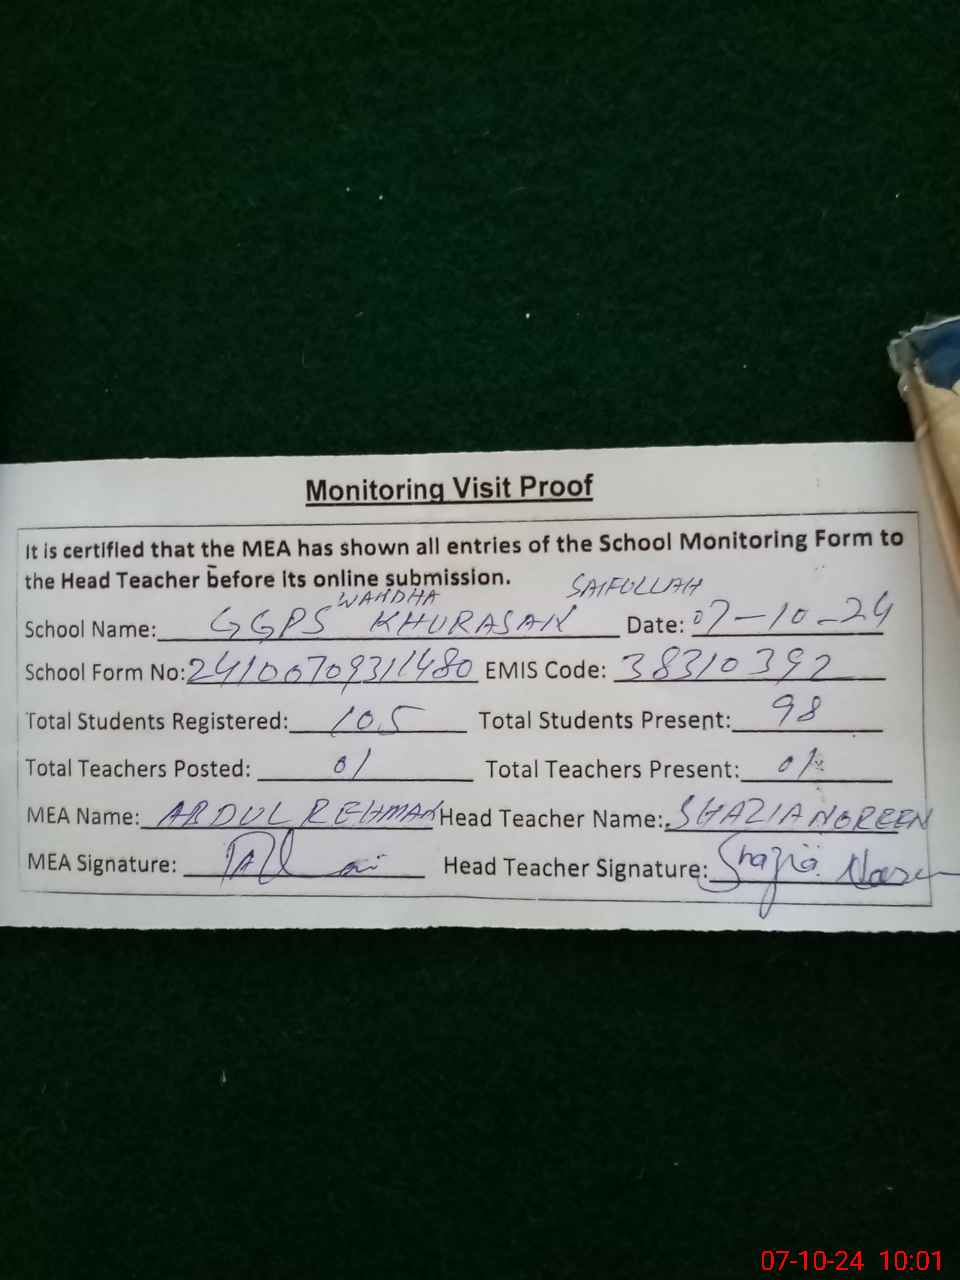 Monitoring Visit Proof
It is certified that the MEA has shown all entries of the School Monitoring Form to
the Head Teacher before its online submission.
WANDHA SAIFULLAH
School Name: GGPS KHURASAN Date: 07-10-24
School Form No: 24100709311480 EMIS Code: 38310392
Total Students Registered: 105 Total Students Present: 98
Total Teachers Posted: 01 Total Teachers Present: 01
MEA Name: ABDUL REHMAN Head Teacher Name: SHAZIA NOREEN
MEA Signature: Head Teacher Signature: Shazia Noreen
07-10-24 10:01